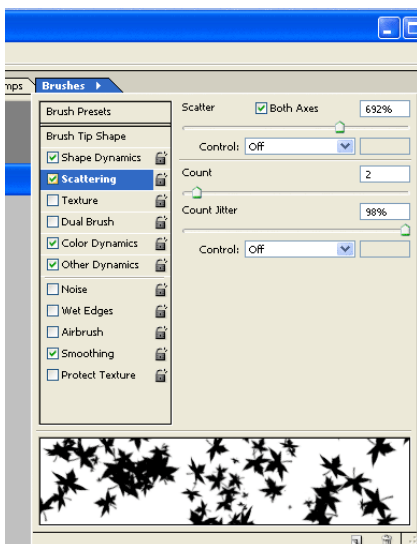 mps
Brushes
Brush Presets
Brush Tip Shape
Shape Dynamics
Scattering
Texture
Dual Brush
Color Dynamics
Other Dynamics
Noise
Wet Edges
Airbrush
Smoothing
Protect Texture
Scatter Both Axes 692%
Control: Off
Count 2
Count Jitter 98%
Control: Off